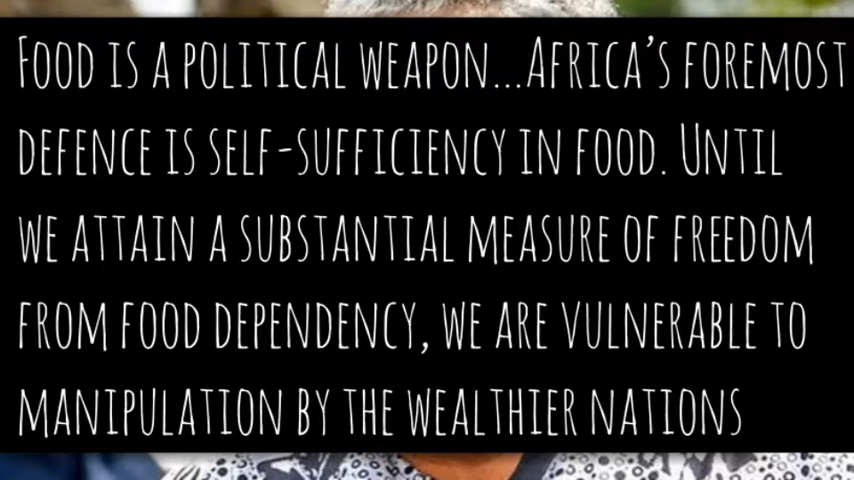 Food is a political weapon...Africa's foremost
defence is self-sufficiency in food. Until
we attain a substantial measure of freedom
from food dependency, we are vulnerable to
manipulation by the wealthier nations